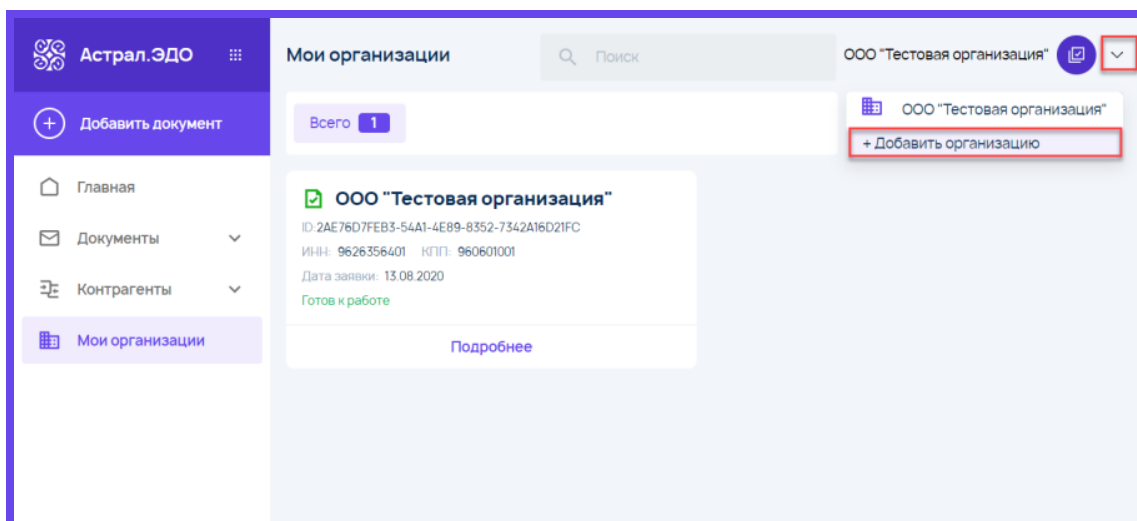 Астрал.ЭДО
Мои организации
Поиск
ООО "Тестовая организация"
Добавить документ
Всего 1
ООО "Тестовая организация"
+ Добавить организацию
Главная
Документы
Контрагенты
Мои организации
ООО "Тестовая организация"
ID: 2AE76D7FEB3-54A1-4E89-8352-7342A16D21FC
ИНН: 9626356401 КПП: 960601001
Дата заявки: 13.08.2020
Готов к работе
Подробнее